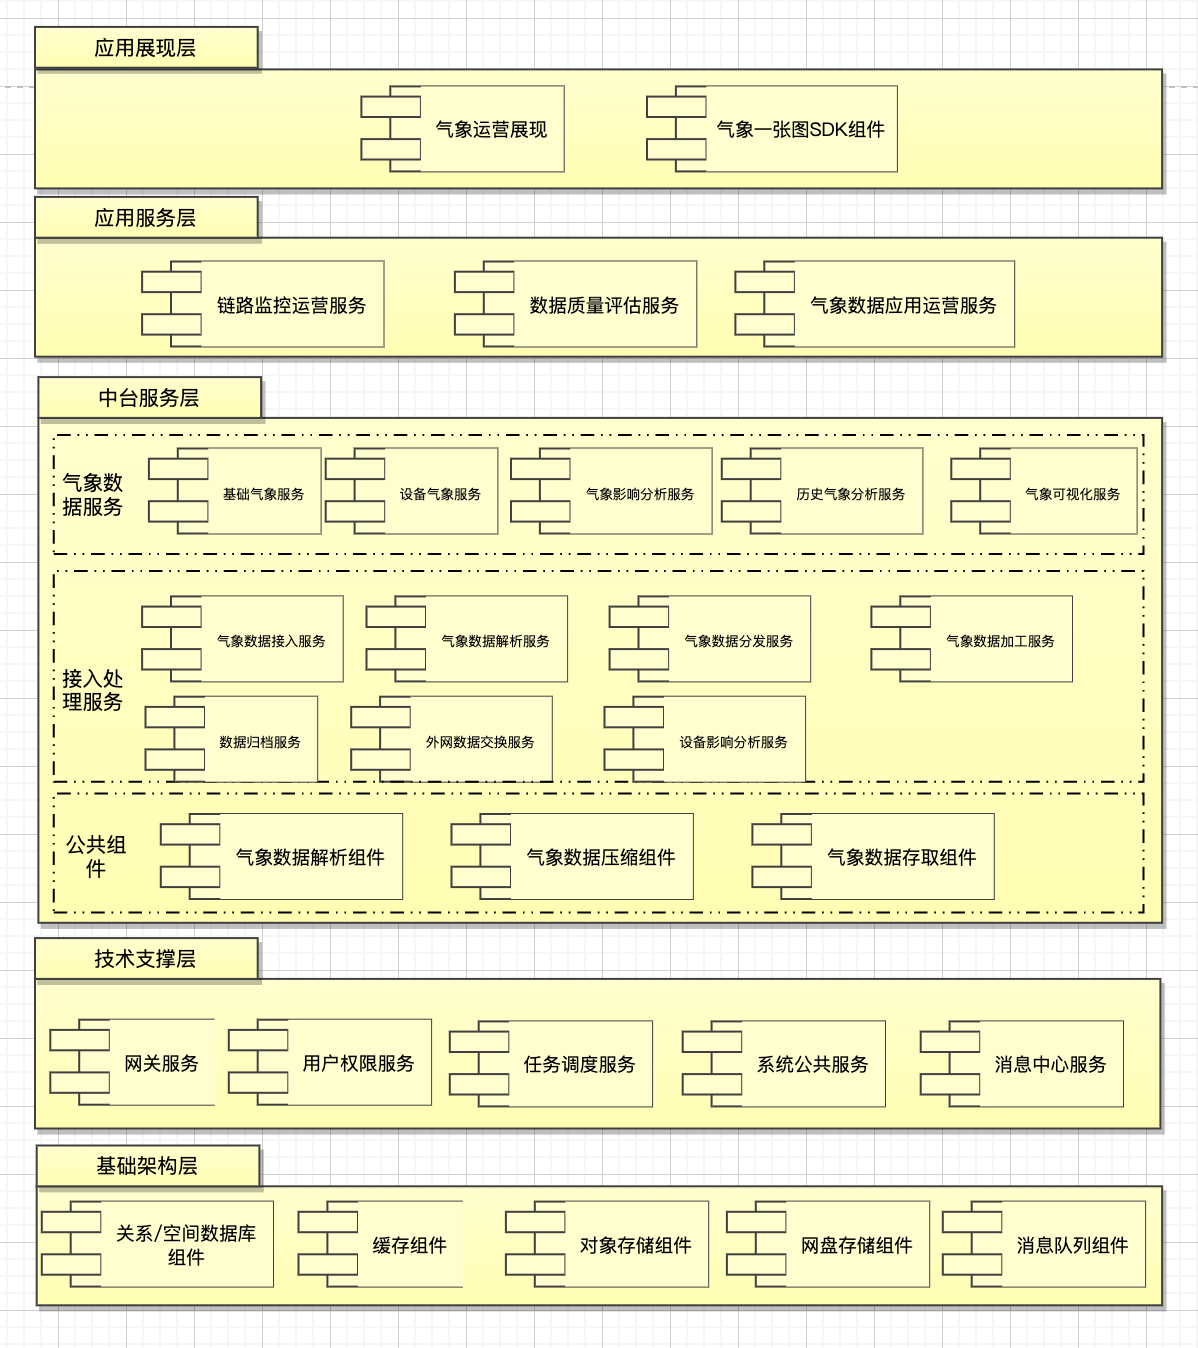 应用展现层
气象运营展现
气象一张图SDK组件
应用服务层
链路监控运营服务
数据质量评估服务
气象数据应用运营服务
中台服务层
气象数
据服务
基础气象服务
设备气象服务
气象影响分析服务
历史气象分析服务
气象可视化服务
接入处
理服务
气象数据接入服务
气象数据解析服务
气象数据分发服务
气象数据加工服务
数据归档服务
外网数据交换服务
设备影响分析服务
公共组
件
气象数据解析组件
气象数据压缩组件
气象数据存取组件
技术支撑层
网关服务
用户权限服务
任务调度服务
系统公共服务
消息中心服务
基础架构层
关系/空间数据库
组件
缓存组件
对象存储组件
网盘存储组件
消息队列组件